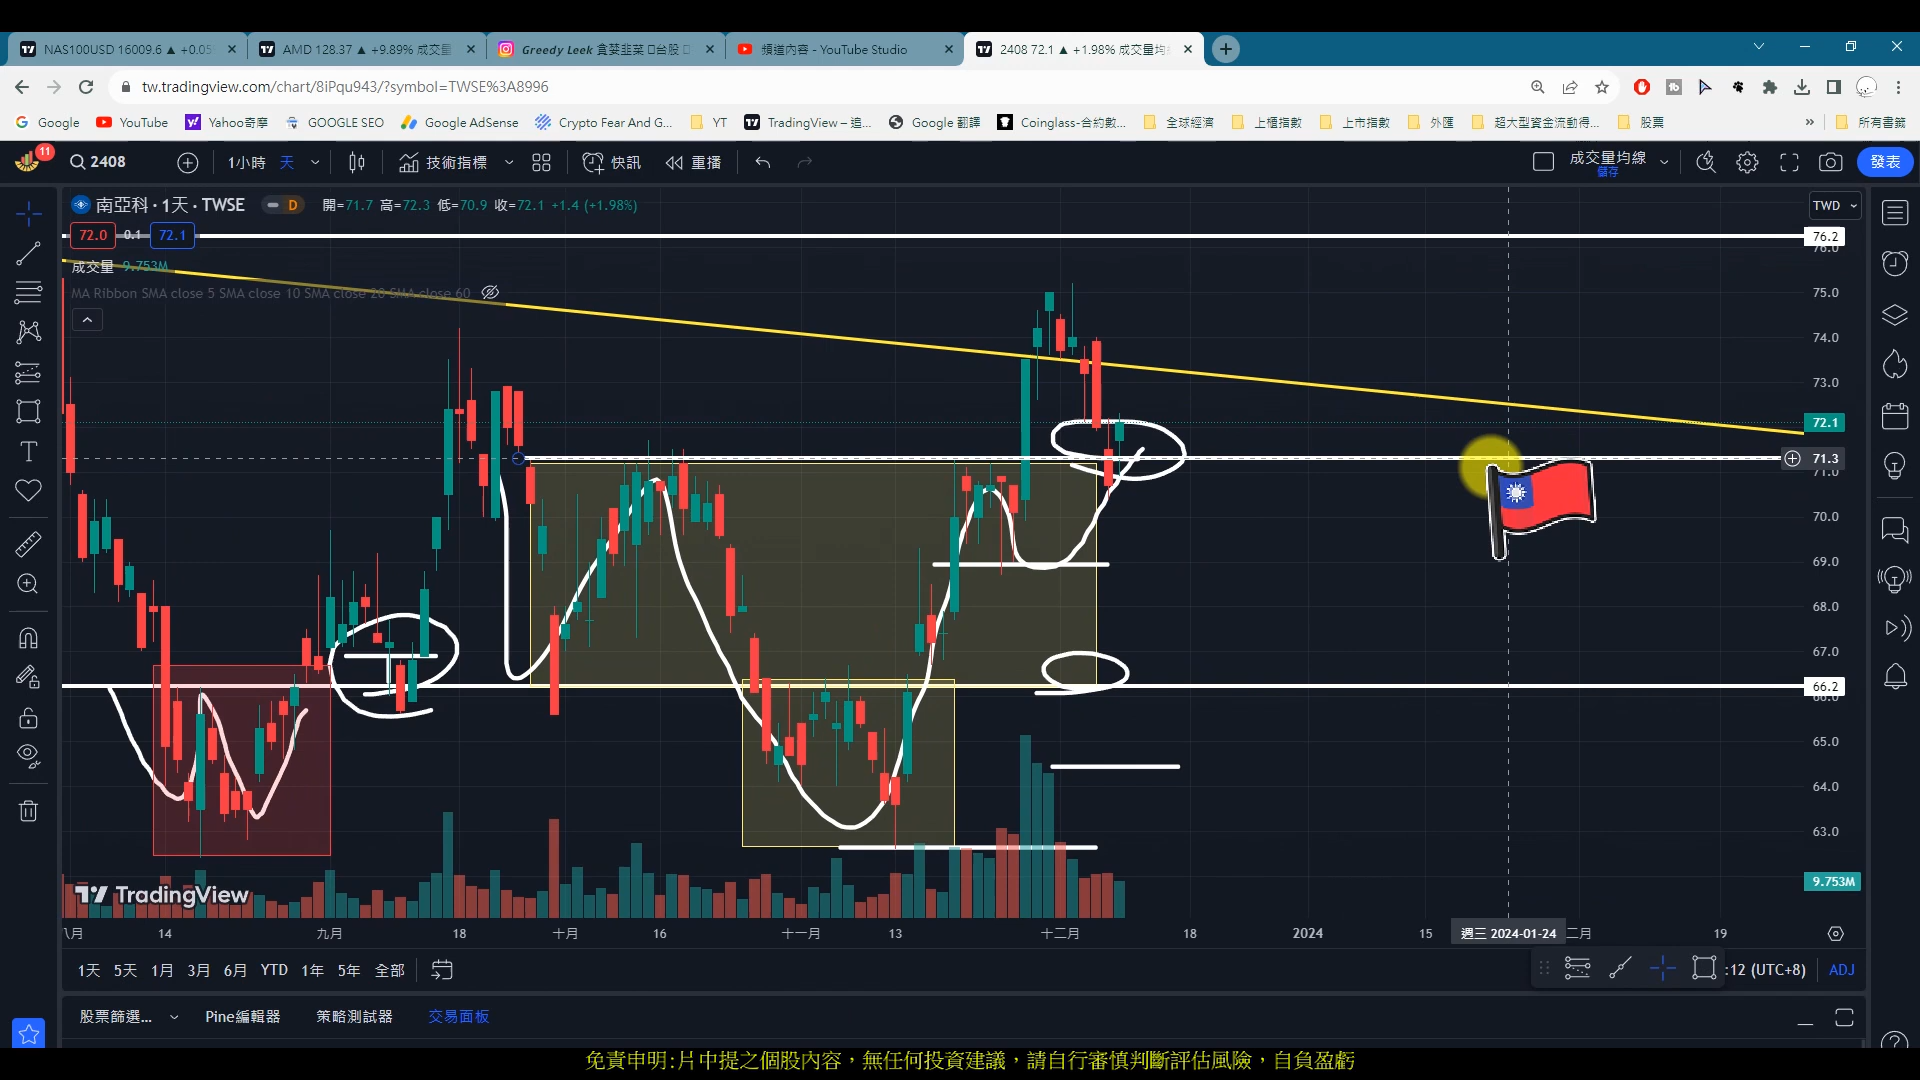 NAS100USD 16009.6 ▲ +0.05
AMD 128.37 ▲ +9.89% 成交量
Greedy Leek 貪婪韭菜
頻道內容 - YouTube Studio
2408 72.1 ▲ +1.98% 成交量均
tw.tradingview.com/chart/8iPqu943/?symbol=TWSE%3A8996
Google
YouTube
Yahoo奇摩
GOOGLE SEO
Google AdSense
Crypto Fear And G...
YT
TradingView – 追...
Google 翻譯
Coinglass-合約數...
全球經濟
上櫃指數
上市指數
外匯
超大型資金流動得...
股票
»
所有書籤
11
2408
1小時 天
技術指標
快訊
重播
成交量均線
儲存
發表
南亞科 · 1天 · TWSE
D
開=71.7 高=72.3 低=70.9 收=72.1 +1.4 (+1.98%)
TWD
72.0 0.1 72.1
成交量 9.753M
MA Ribbon SMA close 5 SMA close 10 SMA close 20 SMA close 60
76.2
76.0
75.0
74.0
73.0
72.1
71.3
71.0
70.0
69.0
68.0
67.0
66.2
66.0
65.0
64.0
63.0
9.753M
TradingView
八月 14 九月 18 十月 16 十一月 13 十二月 18 2024 15 週三 2024-01-24 二月 19
1天 5天 1月 3月 6月 YTD 1年 5年 全部
:12 (UTC+8) ADJ
股票篩選... Pine編輯器 策略測試器 交易面板
免責申明:片中提之個股內容，無任何投資建議，請自行審慎判斷評估風險，自負盈虧